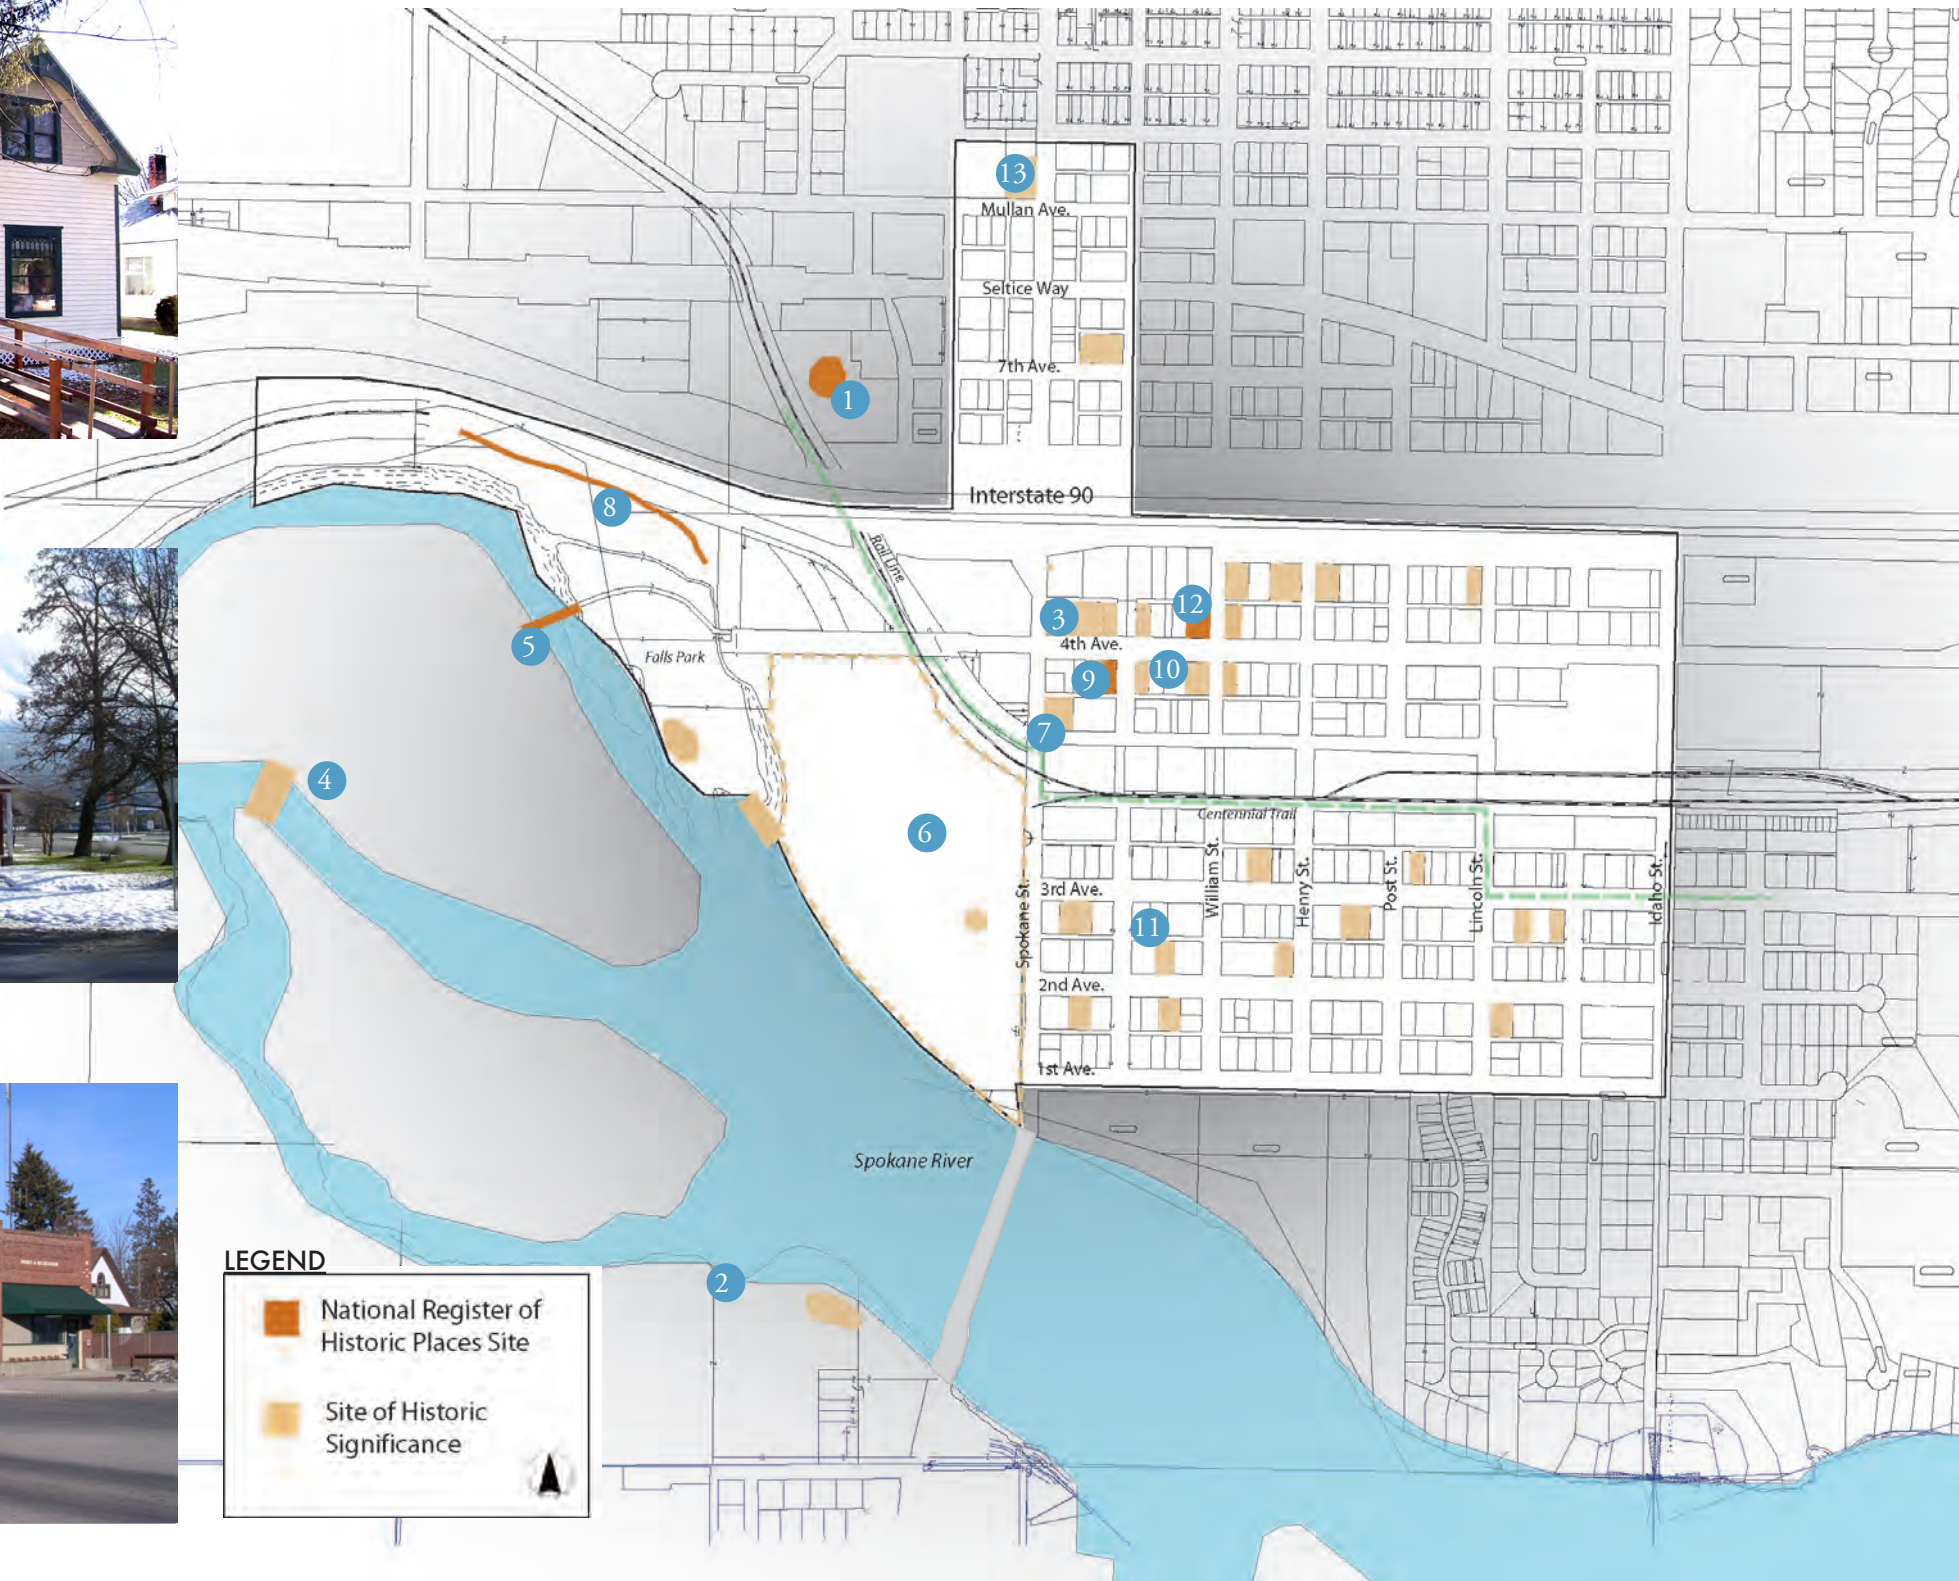 13
Mullan Ave.
Seltice Way
7th Ave.
1
Interstate 90
8
Rail Line
12
3
4th Ave.
5
Falls Park
10
9
7
4
6
Centennial Trail
William St.
Henry St.
Post St.
Lincoln St.
Idaho St.
3rd Ave.
Spokane St.
11
2nd Ave.
1st Ave.
Spokane River
2
LEGEND
National Register of
Historic Places Site
Site of Historic
Significance